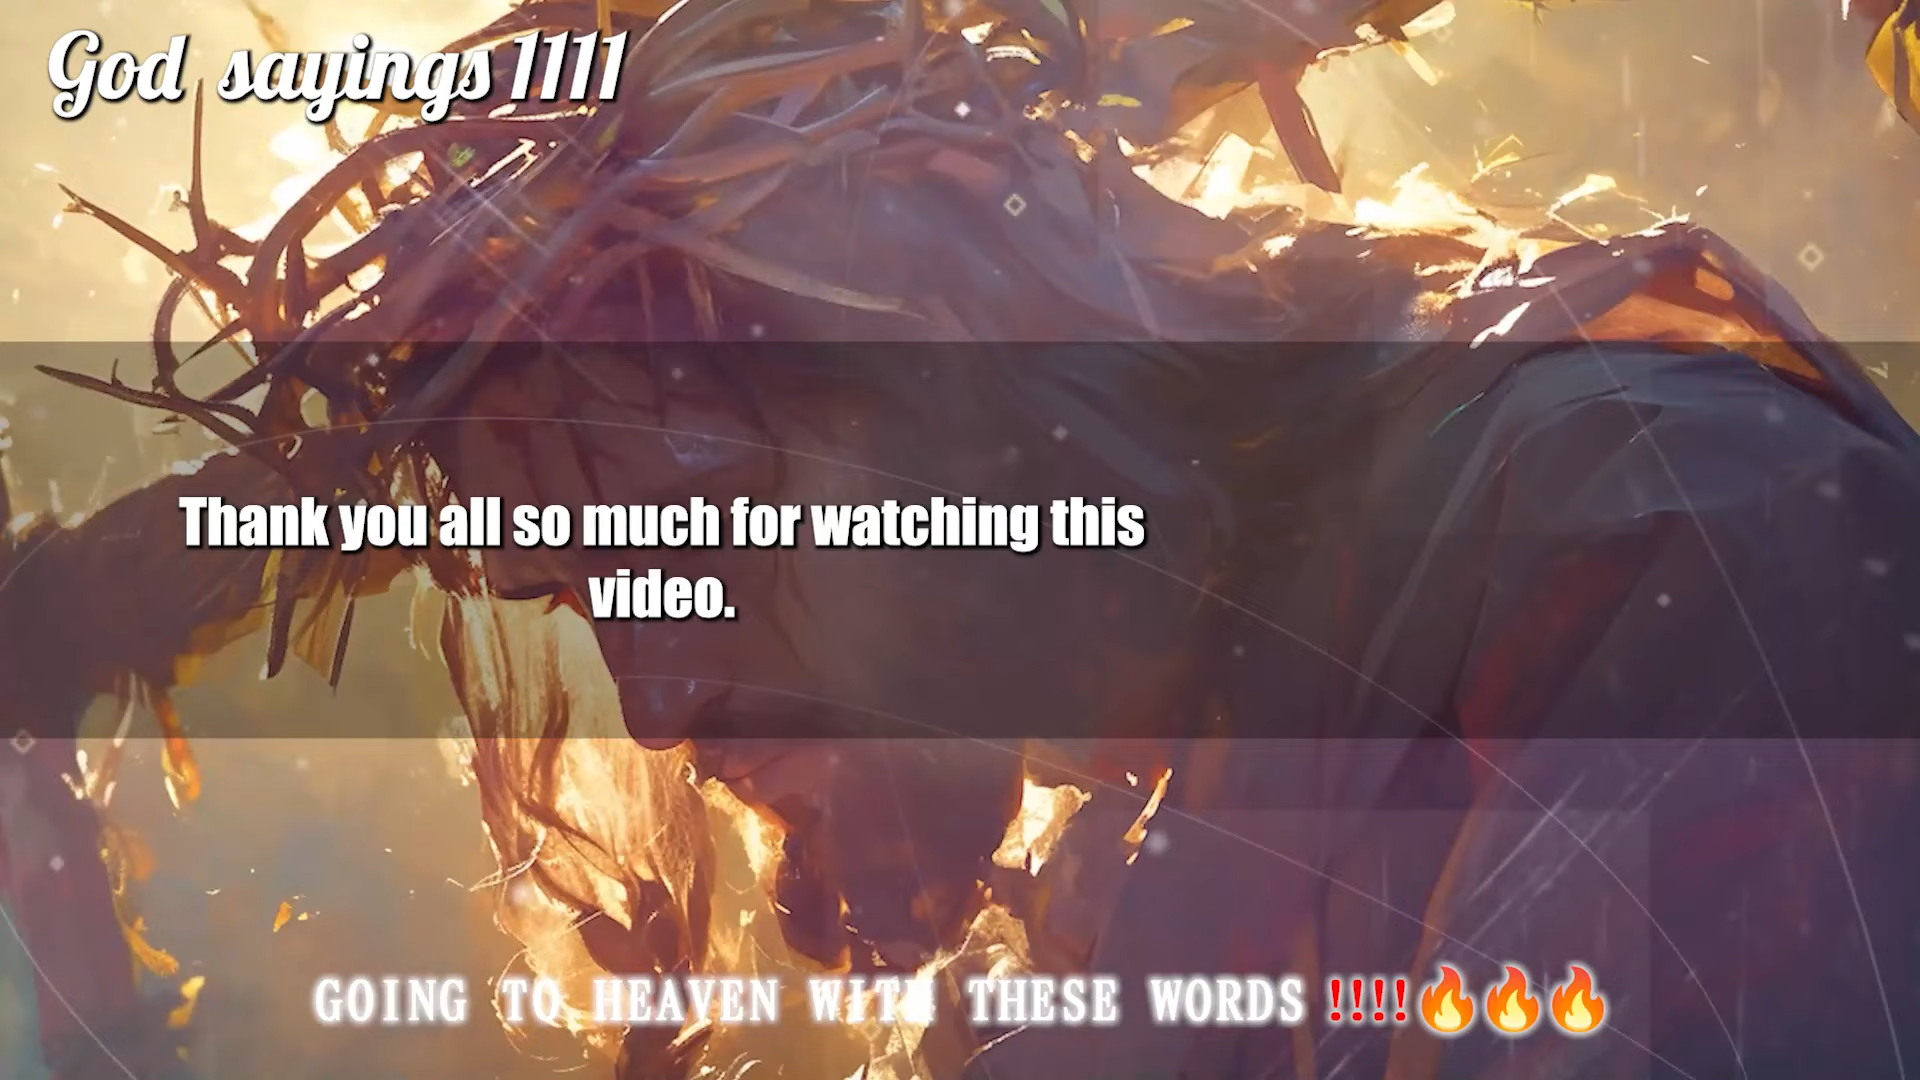 God sayings 1111
Thank you all so much for watching this
video.
GOING TO HEAVEN WITH THESE WORDS !!!!🔥🔥🔥